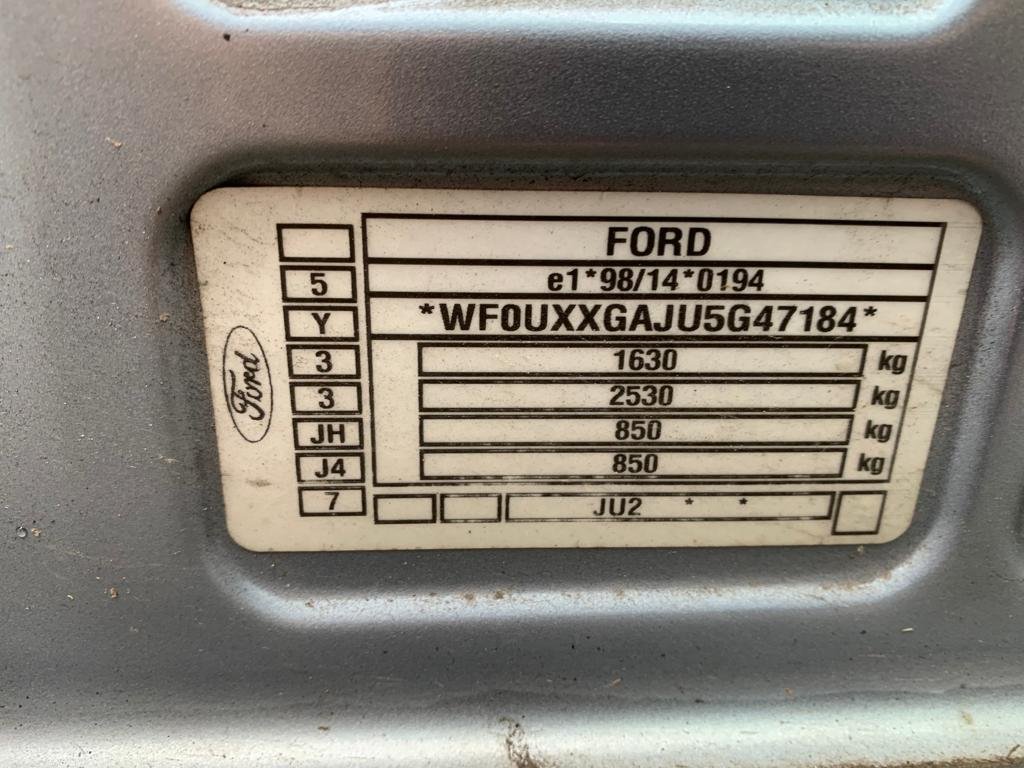 FORD
5 e1*98/14*0194
Y *WF0UXXGAJU5G47184*
3 1630 kg
3 2530 kg
JH 850 kg
J4 850 kg
7 JU2 * *
Ford